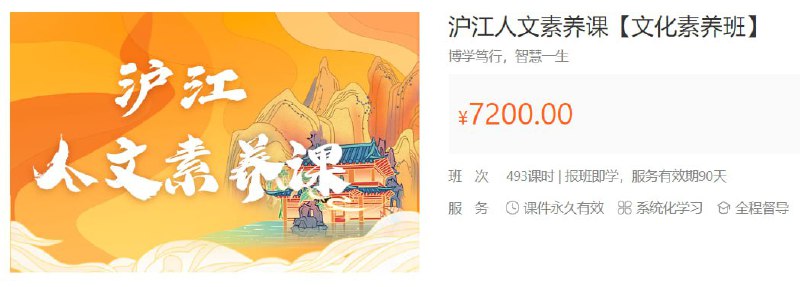 沪江
人文素养课
沪江人文素养课【文化素养班】
博学笃行，智慧一生
¥7200.00
班 次 493课时 | 报班即学，服务有效期90天
服 务 课件永久有效 系统化学习 全程督导